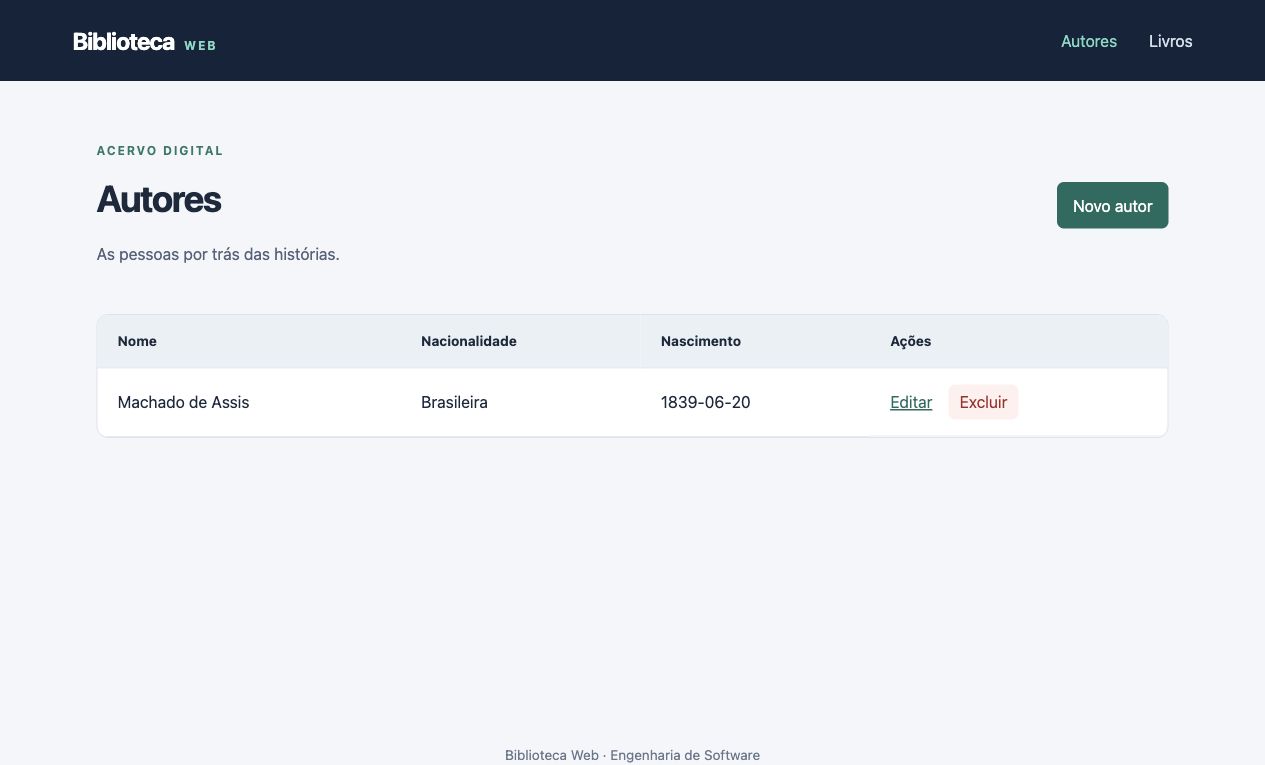 Biblioteca WEB
Autores Livros
ACERVO DIGITAL
Autores
Novo autor
As pessoas por trás das histórias.
Nome Nacionalidade Nascimento Ações
Machado de Assis Brasileira 1839-06-20 Editar Excluir
Biblioteca Web · Engenharia de Software